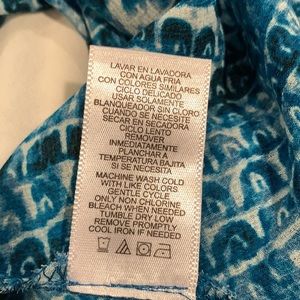 LAVAR EN LAVADORA
CON AGUA FRIA
CON COLORES SIMILARES
CICLO DELICADO
USAR SOLAMENTE
BLANQUEADOR SIN CLORO
CUANDO SE NECESITE
SECAR EN SECADORA
CICLO LENTO
REMOVER
INMEDIATAMENTE
PLANCHAR A
TEMPERATURA BAJITA
SI SE NECESITA
MACHINE WASH COLD
WITH LIKE COLORS
GENTLE CYCLE
ONLY NON CHLORINE
BLEACH WHEN NEEDED
TUMBLE DRY LOW
REMOVE PROMPTLY
COOL IRON IF NEEDED